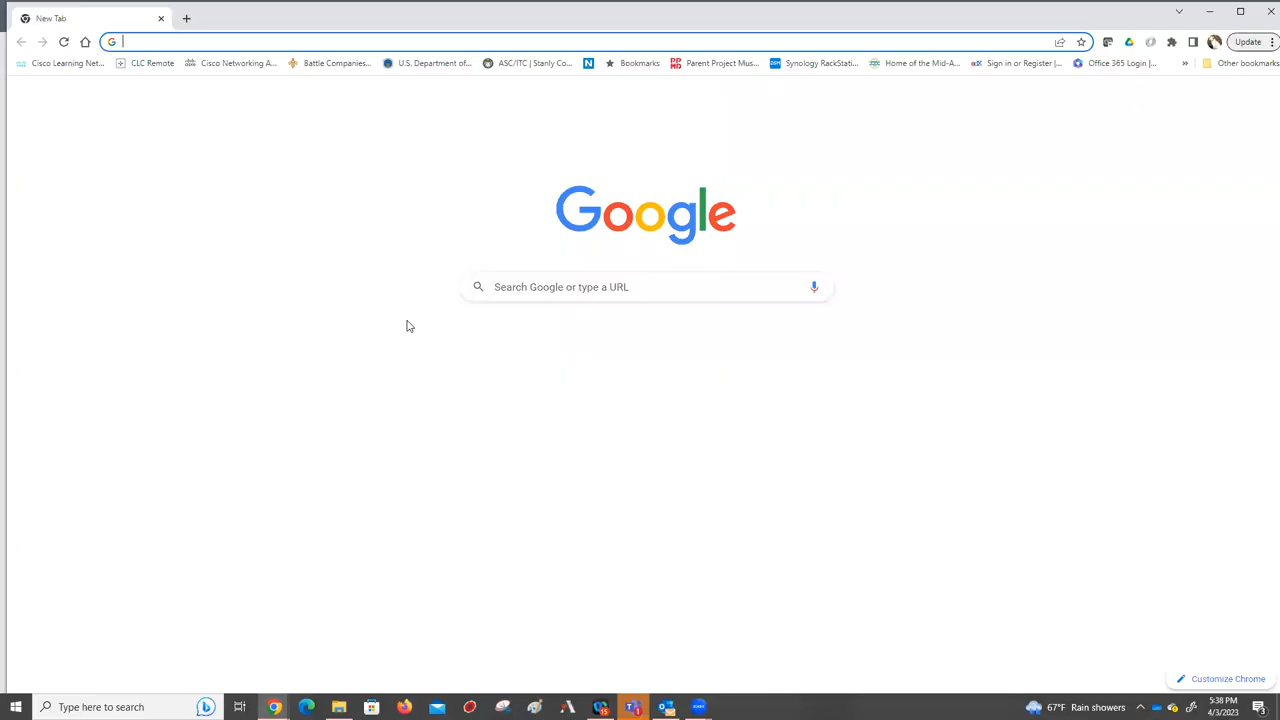 New Tab
Cisco Learning Net...
CLC Remote
Cisco Networking A...
Battle Companies...
U.S. Department of...
ASC/ITC | Stanly Co...
Bookmarks
Parent Project Mus...
Synology RackStati...
Home of the Mid-A...
Sign in or Register |...
Office 365 Login |...
»
Other bookmarks
Update
Google
Search Google or type a URL
Customize Chrome
Type here to search
67°F Rain showers
5:38 PM
4/3/2023